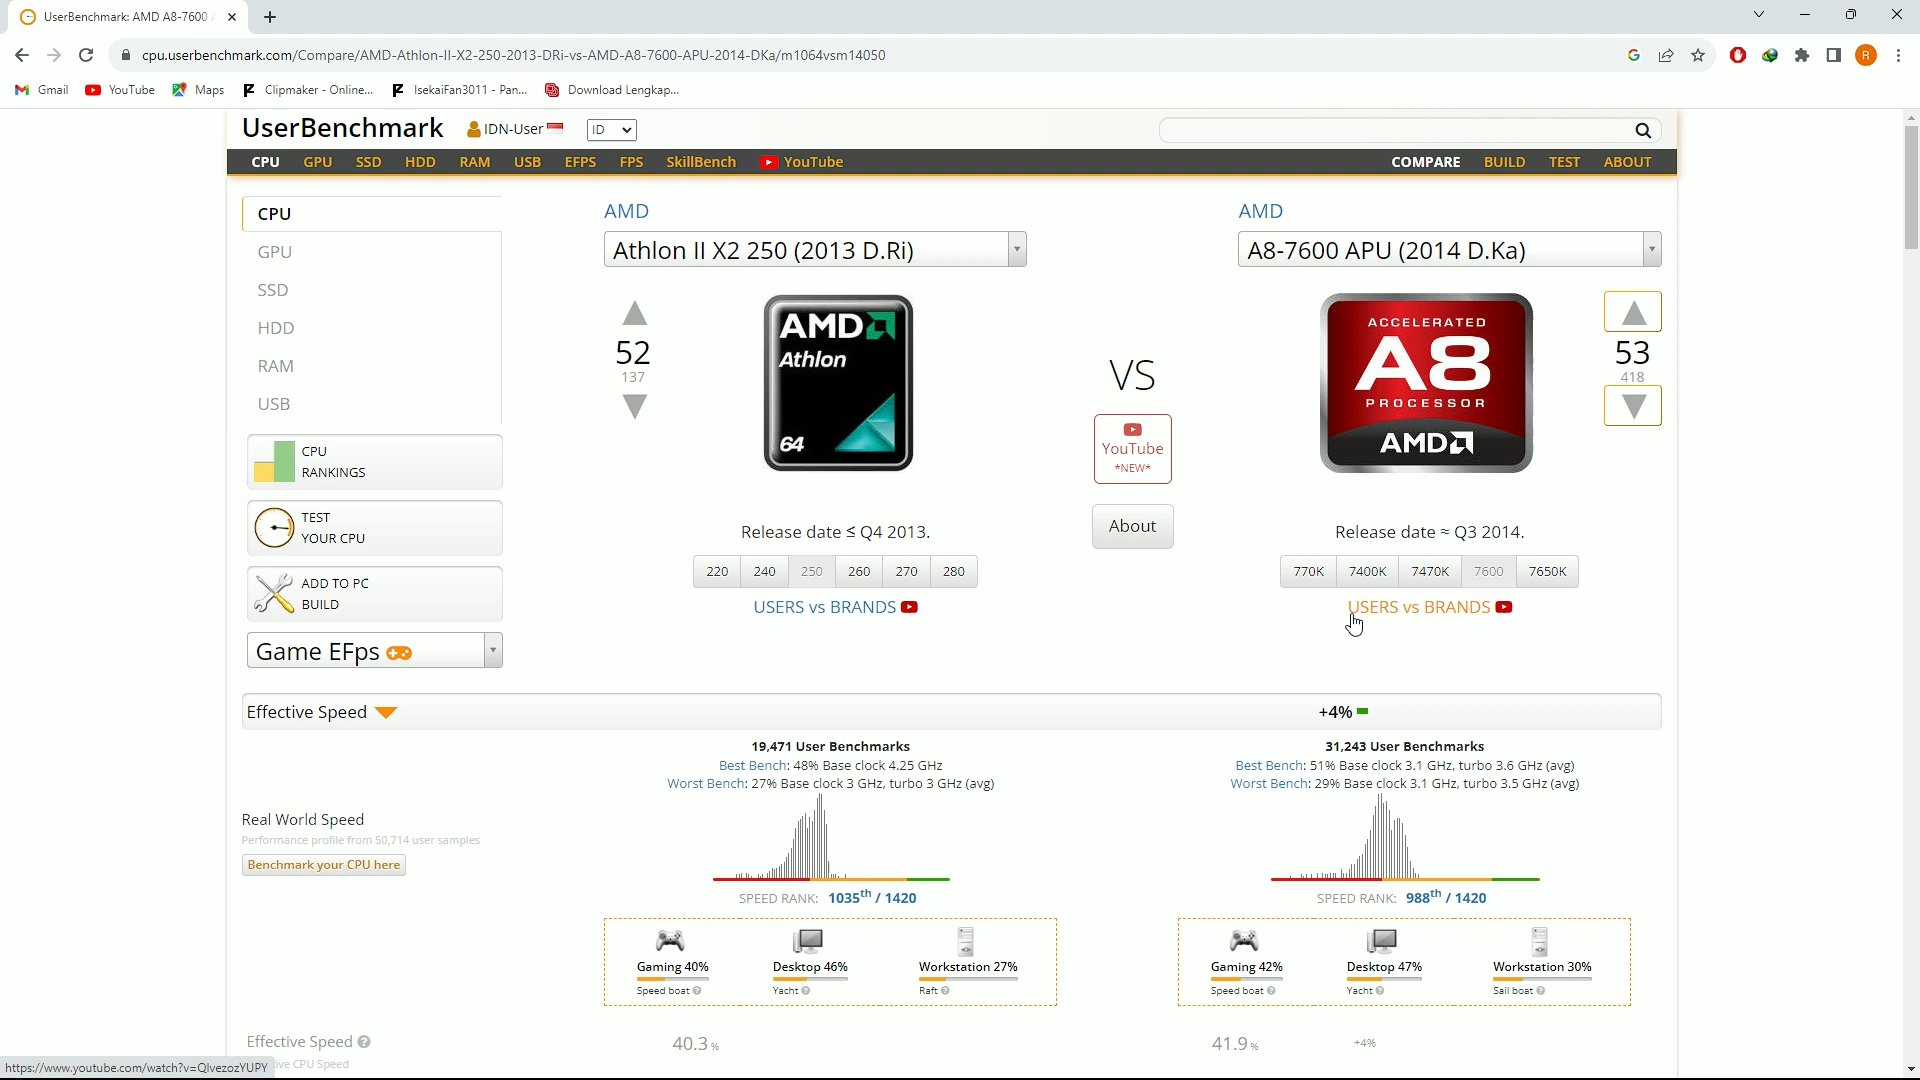 UserBenchmark: AMD A8-7600
cpu.userbenchmark.com/Compare/AMD-Athlon-II-X2-250-2013-DRi-vs-AMD-A8-7600-APU-2014-DKa/m1064vsm14050
R
Gmail YouTube Maps Clipmaker - Online... IsekaiFan3011 - Pan... Download Lengkap...
UserBenchmark IDN-User ID
CPU GPU SSD HDD RAM USB EFPS FPS SkillBench YouTube COMPARE BUILD TEST ABOUT
CPU
GPU
SSD
HDD
RAM
USB
CPU
RANKINGS
TEST
YOUR CPU
ADD TO PC
BUILD
Game EFps
AMD
Athlon II X2 250 (2013 D.Ri)
52
137
AMD
Athlon
64
Release date ≤ Q4 2013.
220 240 250 260 270 280
USERS vs BRANDS
VS
YouTube
*NEW*
About
AMD
A8-7600 APU (2014 D.Ka)
ACCELERATED
A8
PROCESSOR
AMD
53
418
Release date ≈ Q3 2014.
770K 7400K 7470K 7600 7650K
USERS vs BRANDS
Effective Speed +4%
Real World Speed
Performance profile from 50,714 user samples
Benchmark your CPU here
19,471 User Benchmarks
Best Bench: 48% Base clock 4.25 GHz
Worst Bench: 27% Base clock 3 GHz, turbo 3 GHz (avg)
SPEED RANK: 1035th / 1420
Gaming 40% Desktop 46% Workstation 27%
Speed boat Yacht Raft
31,243 User Benchmarks
Best Bench: 51% Base clock 3.1 GHz, turbo 3.6 GHz (avg)
Worst Bench: 29% Base clock 3.1 GHz, turbo 3.5 GHz (avg)
SPEED RANK: 988th / 1420
Gaming 42% Desktop 47% Workstation 30%
Speed boat Yacht Sail boat
Effective Speed 40.3 % 41.9 % +4%
ive CPU Speed
https://www.youtube.com/watch?v=QlvezozYUPY